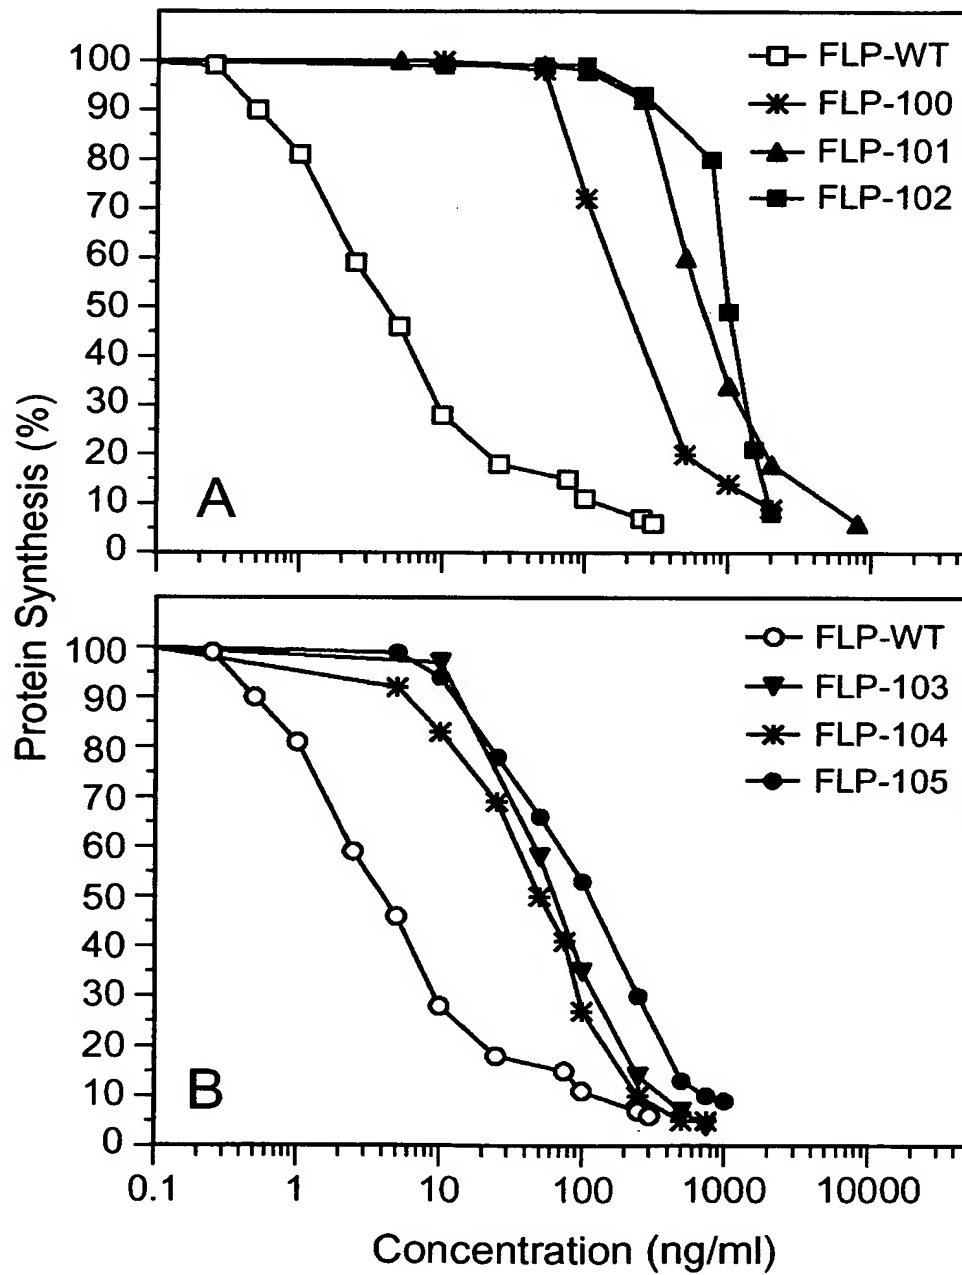 Protein Synthesis (%)
100
90
80
70
60
50
40
30
20
10
0
A
FLP-WT
FLP-100
FLP-101
FLP-102
100
90
80
70
60
50
40
30
20
10
0
B
FLP-WT
FLP-103
FLP-104
FLP-105
0.1 1 10 100 1000 10000
Concentration (ng/ml)